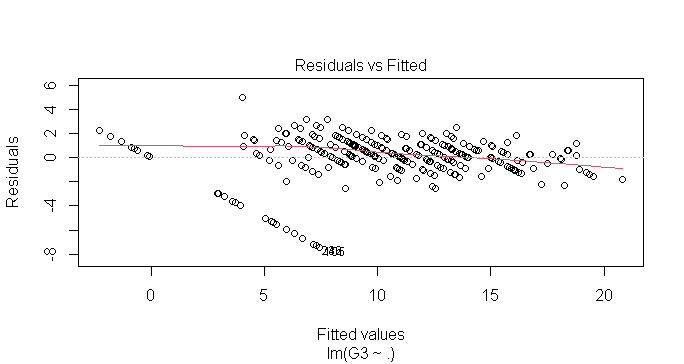 Residuals vs Fitted
Residuals
6
4
2
0
-4
-8
0
5
10
15
20
Fitted values
lm(G3 ~ .)